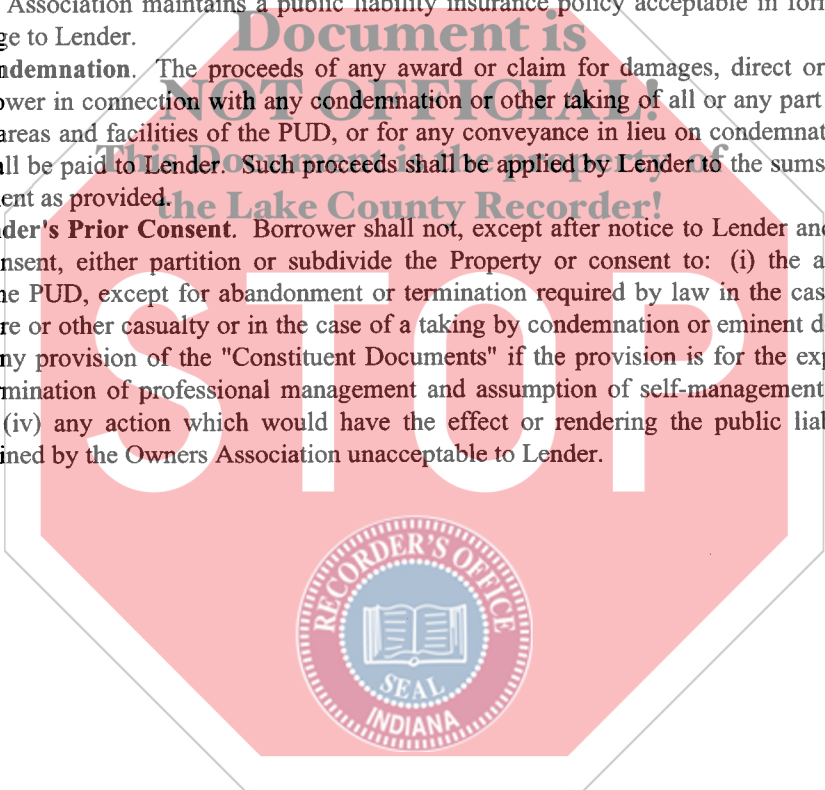 Association maintains a public liability insurance policy acceptable in for
ge to Lender.
ndemnation. The proceeds of any award or claim for damages, direct or
ower in connection with any condemnation or other taking of all or any part
areas and facilities of the PUD, or for any conveyance in lieu on condemnat
ll be paid to Lender. Such proceeds shall be applied by Lender to the sums
ent as provided.
der's Prior Consent. Borrower shall not, except after notice to Lender an
nsent, either partition or subdivide the Property or consent to: (i) the a
e PUD, except for abandonment or termination required by law in the cas
re or other casualty or in the case of a taking by condemnation or eminent d
ny provision of the "Constituent Documents" if the provision is for the ex
mination of professional management and assumption of self-management
(iv) any action which would have the effect or rendering the public lia
ined by the Owners Association unacceptable to Lender.
Document is
NOT OFFICIAL!
This Document is the property of
the Lake County Recorder!
STOP
RECORDER'S OFFICE
SEAL
INDIANA